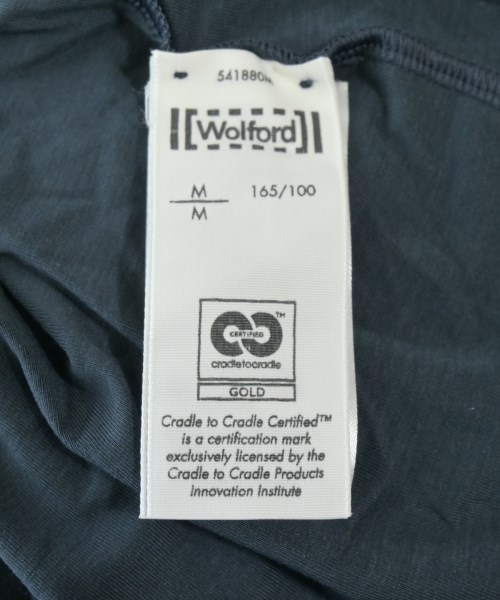 Wolford
M 165/100
M
CERTIFIED
TM
cradletocradle
GOLD
Cradle to Cradle Certified™
is a certification mark
exclusively licensed by the
Cradle to Cradle Products
Innovation Institute